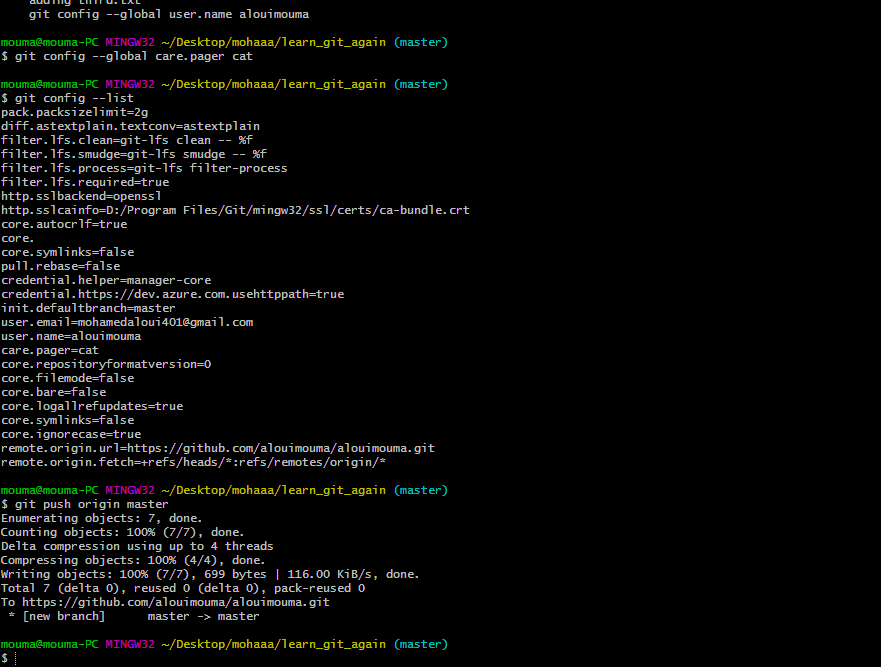 adding third.txt
git config --global user.name alouimouma
mouma@mouma-PC MINGW32 ~/Desktop/mohaaa/learn_git_again (master)
$ git config --global care.pager cat
mouma@mouma-PC MINGW32 ~/Desktop/mohaaa/learn_git_again (master)
$ git config --list
pack.packsizelimit=2g
diff.astextplain.textconv=astextplain
filter.lfs.clean=git-lfs clean -- %f
filter.lfs.smudge=git-lfs smudge -- %f
filter.lfs.process=git-lfs filter-process
filter.lfs.required=true
http.sslbackend=openssl
http.sslcainfo=D:/Program Files/Git/mingw32/ssl/certs/ca-bundle.crt
core.autocrlf=true
core.
core.symlinks=false
pull.rebase=false
credential.helper=manager-core
credential.https://dev.azure.com.usehttppath=true
init.defaultbranch=master
user.email=mohamedaloui401@gmail.com
user.name=alouimouma
care.pager=cat
core.repositoryformatversion=0
core.filemode=false
core.bare=false
core.logallrefupdates=true
core.symlinks=false
core.ignorecase=true
remote.origin.url=https://github.com/alouimouma/alouimouma.git
remote.origin.fetch=+refs/heads/*:refs/remotes/origin/*
mouma@mouma-PC MINGW32 ~/Desktop/mohaaa/learn_git_again (master)
$ git push origin master
Enumerating objects: 7, done.
Counting objects: 100% (7/7), done.
Delta compression using up to 4 threads
Compressing objects: 100% (4/4), done.
Writing objects: 100% (7/7), 699 bytes | 116.00 KiB/s, done.
Total 7 (delta 0), reused 0 (delta 0), pack-reused 0
To https://github.com/alouimouma/alouimouma.git
 * [new branch]      master -> master
mouma@mouma-PC MINGW32 ~/Desktop/mohaaa/learn_git_again (master)
$